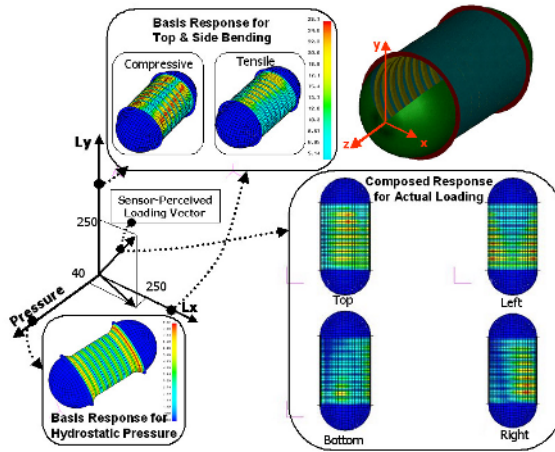 Basis Response for
Top & Side Bending
Compressive
Tensile
y
z
x
Ly
Sensor-Perceived
Loading Vector
250
40
250
Pressure
Lx
Composed Response
for Actual Loading
Top
Left
Bottom
Right
Basis Response for
Hydrostatic Pressure